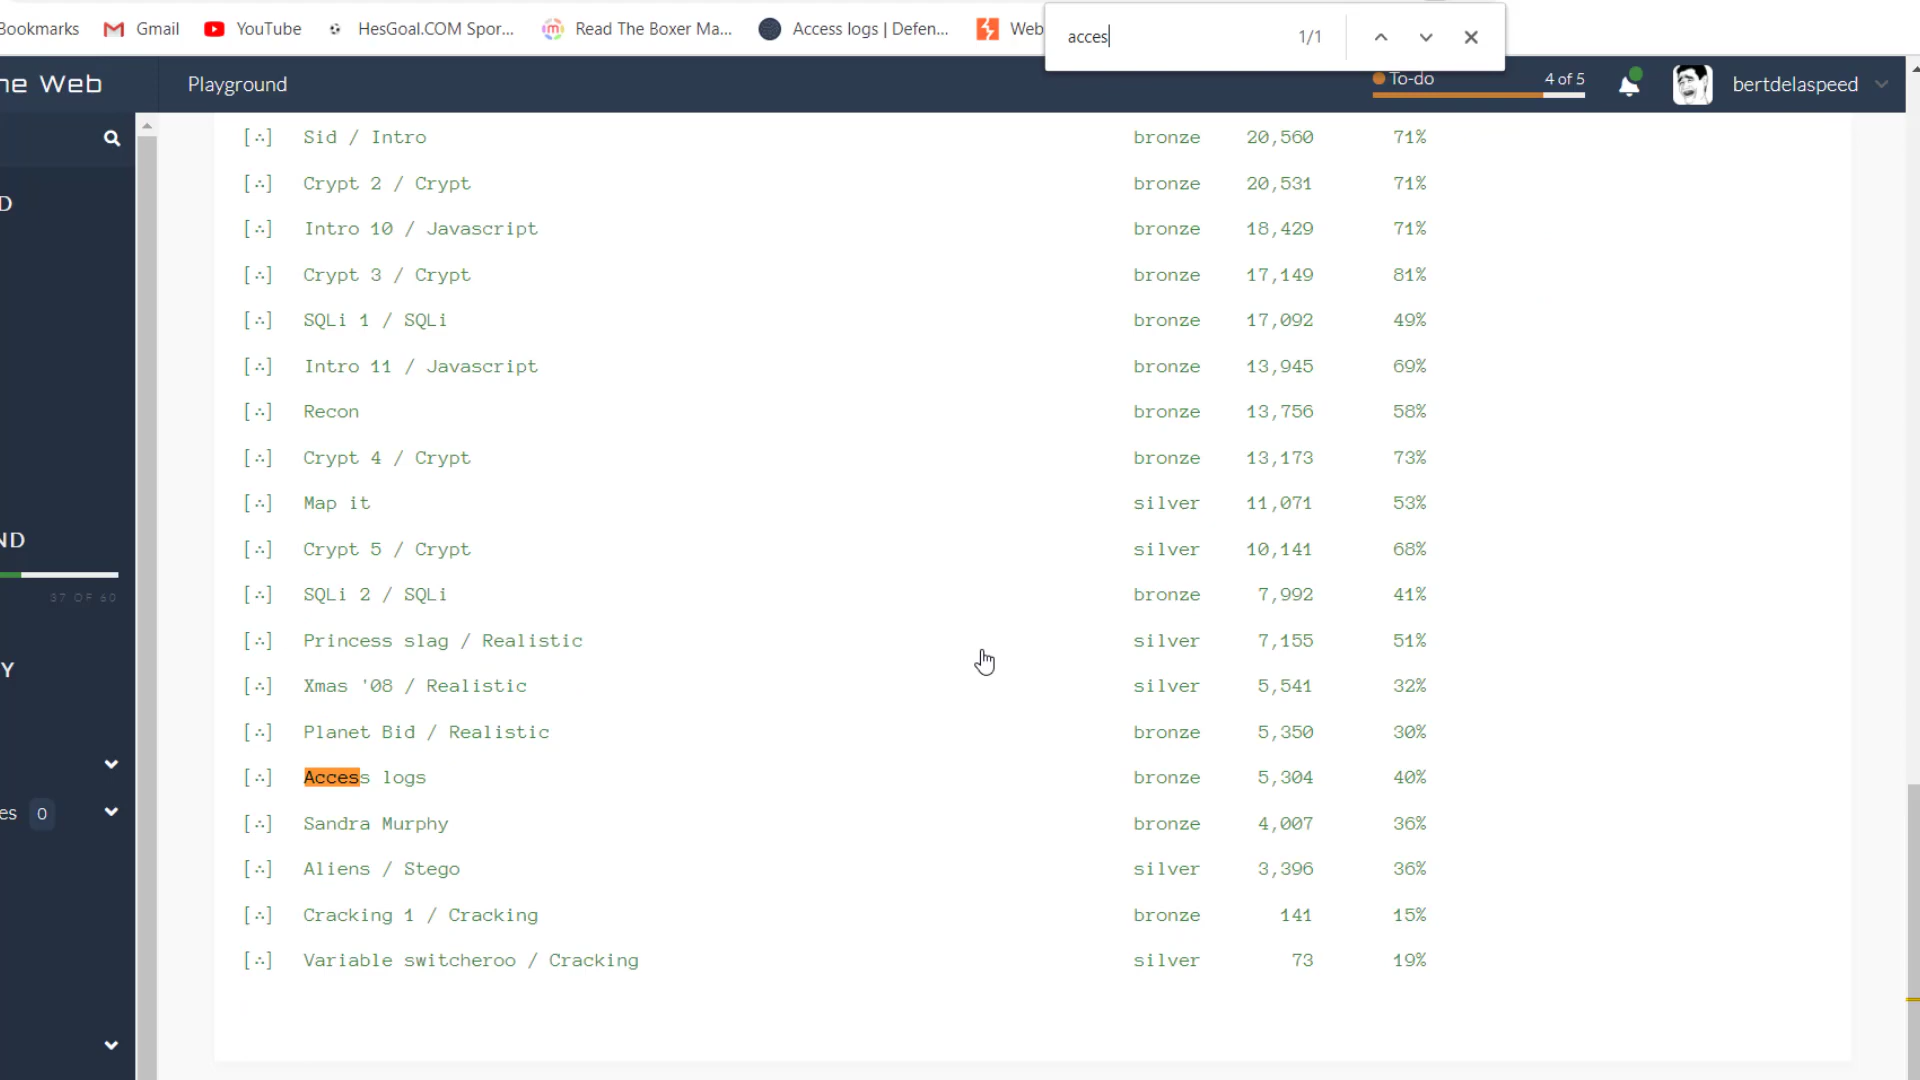 Bookmarks Gmail YouTube HesGoal.COM Spor... Read The Boxer Ma... Access logs | Defen... Web
acces 1/1
he Web Playground To-do 4 of 5 bertdelaspeed
[∴] Sid / Intro bronze 20,560 71%
[∴] Crypt 2 / Crypt bronze 20,531 71%
D
[∴] Intro 10 / Javascript bronze 18,429 71%
[∴] Crypt 3 / Crypt bronze 17,149 81%
[∴] SQLi 1 / SQLi bronze 17,092 49%
[∴] Intro 11 / Javascript bronze 13,945 69%
[∴] Recon bronze 13,756 58%
[∴] Crypt 4 / Crypt bronze 13,173 73%
[∴] Map it silver 11,071 53%
ND
[∴] Crypt 5 / Crypt silver 10,141 68%
37 OF 60
[∴] SQLi 2 / SQLi bronze 7,992 41%
[∴] Princess slag / Realistic silver 7,155 51%
Y
[∴] Xmas '08 / Realistic silver 5,541 32%
[∴] Planet Bid / Realistic bronze 5,350 30%
[∴] Access logs bronze 5,304 40%
es 0
[∴] Sandra Murphy bronze 4,007 36%
[∴] Aliens / Stego silver 3,396 36%
[∴] Cracking 1 / Cracking bronze 141 15%
[∴] Variable switcheroo / Cracking silver 73 19%